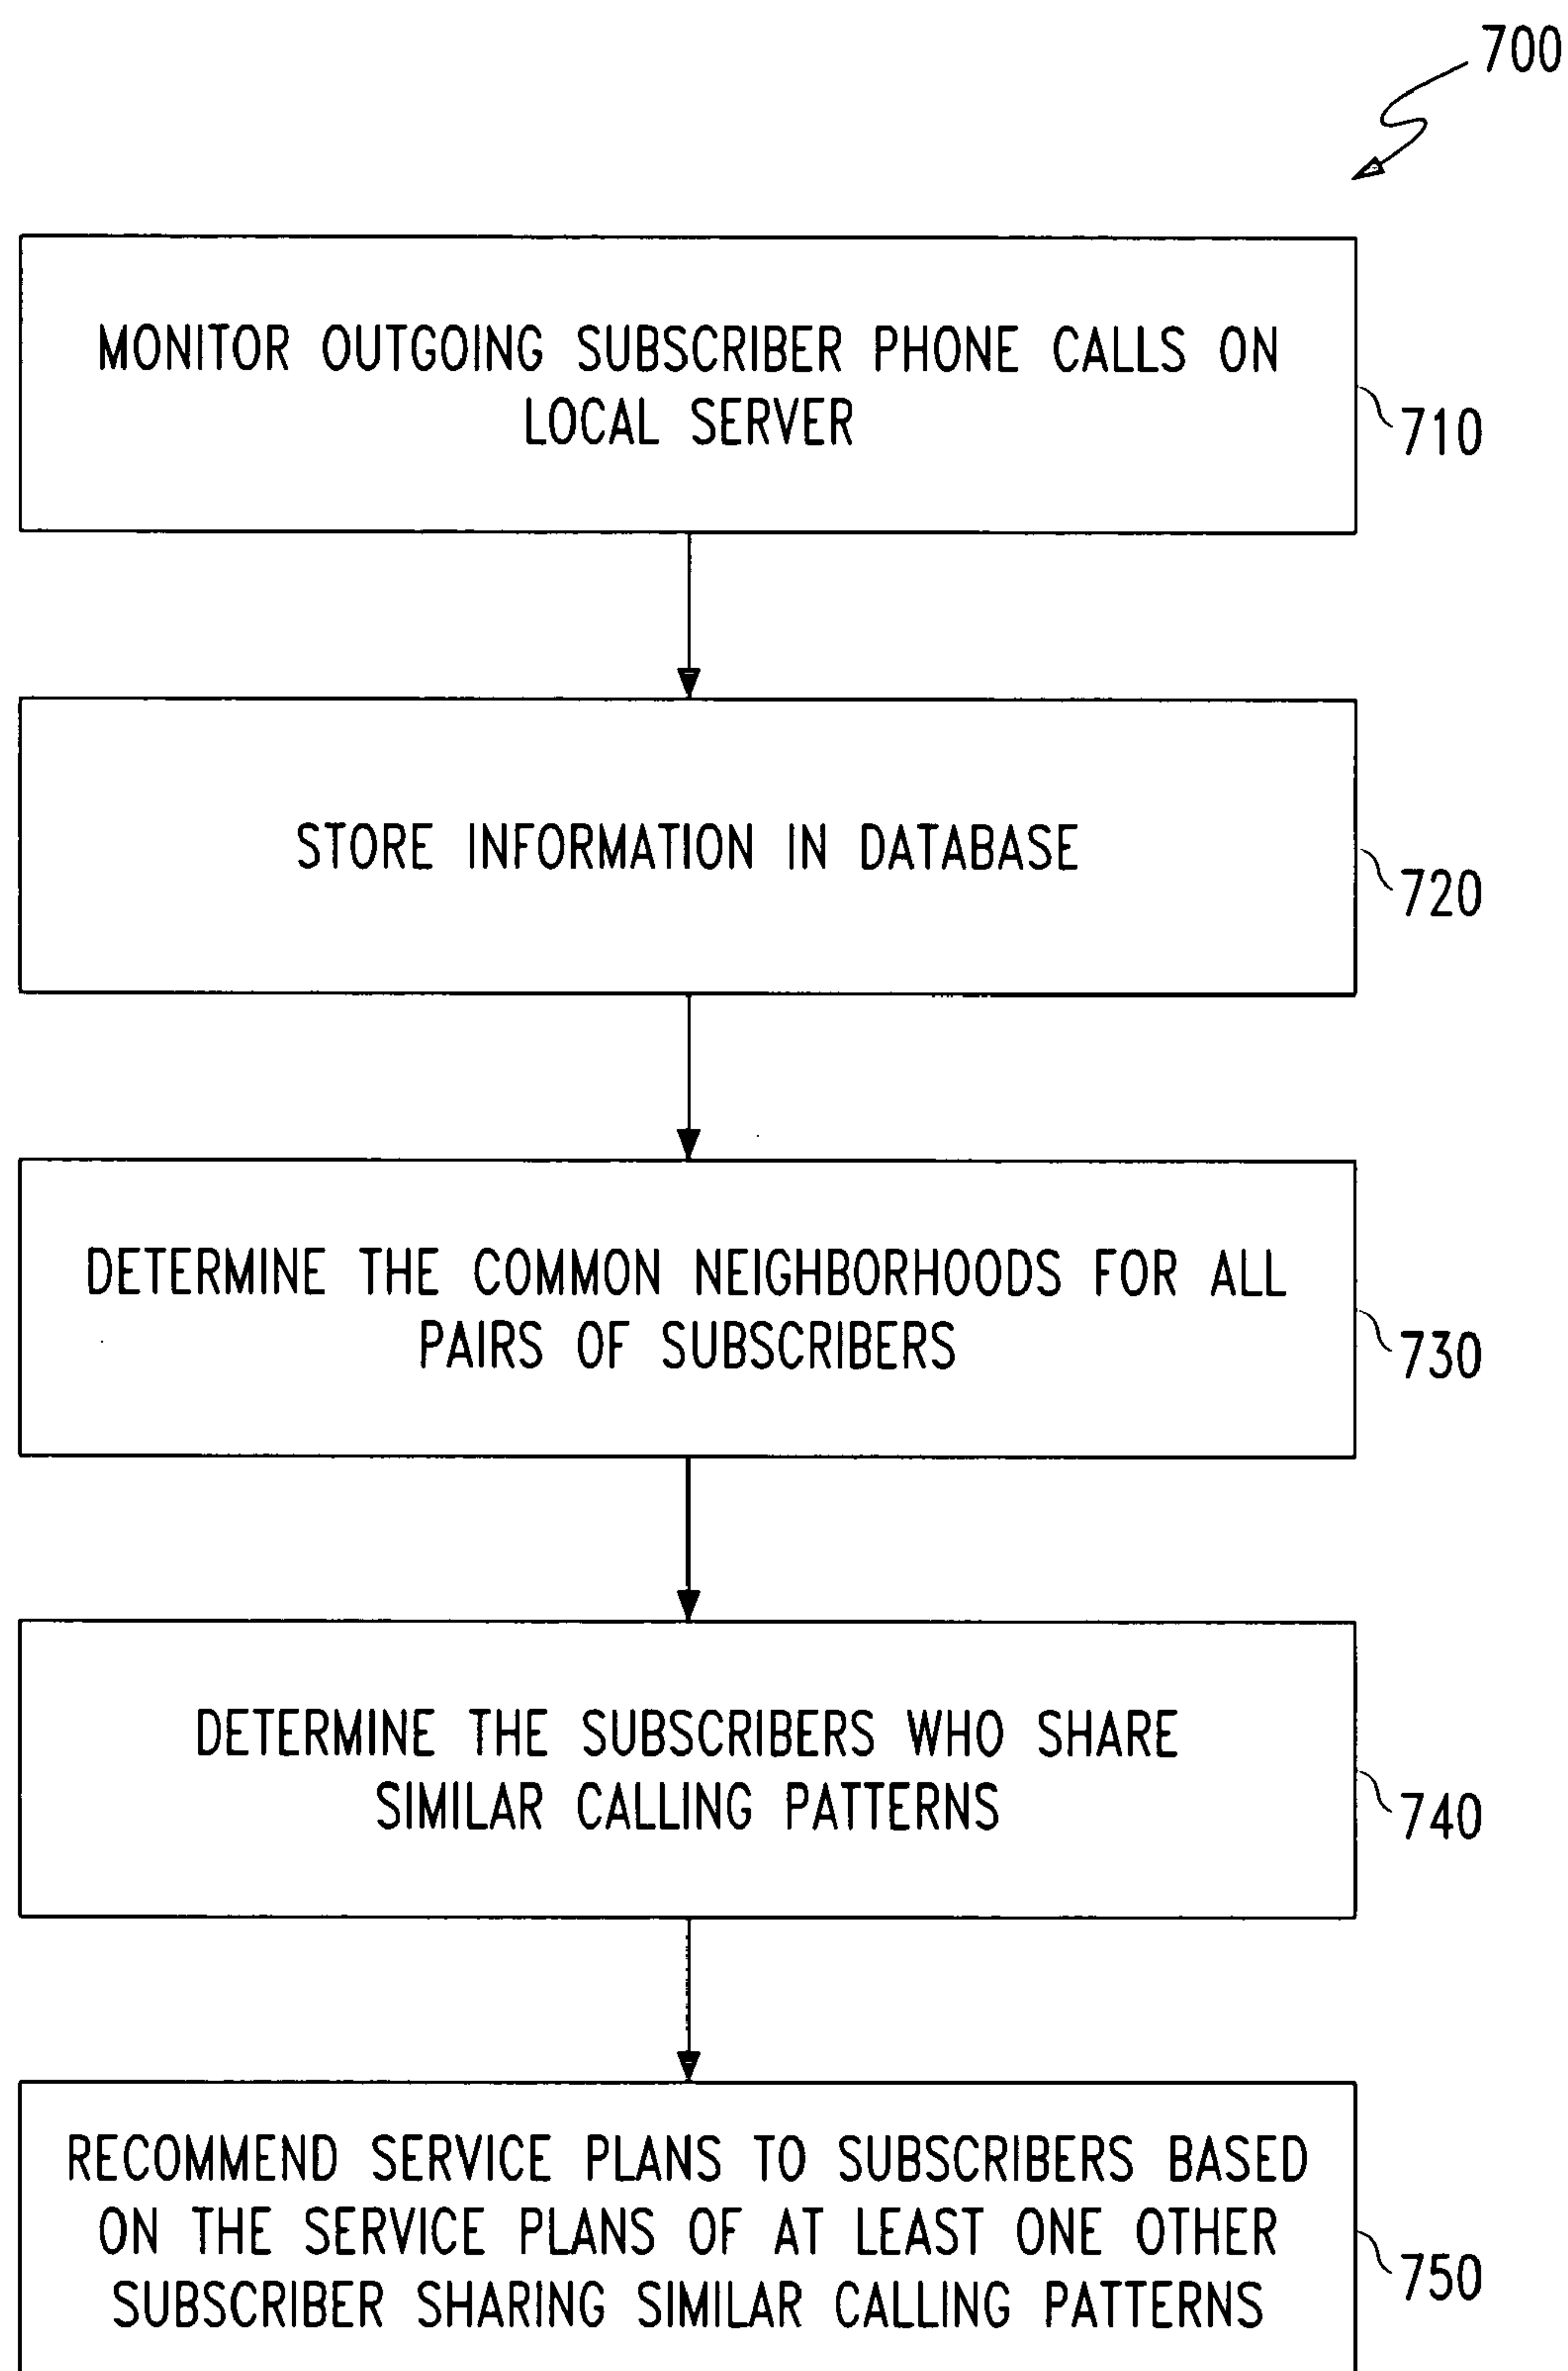 700
MONITOR OUTGOING SUBSCRIBER PHONE CALLS ON
LOCAL SERVER
710
STORE INFORMATION IN DATABASE
720
DETERMINE THE COMMON NEIGHBORHOODS FOR ALL
PAIRS OF SUBSCRIBERS
730
DETERMINE THE SUBSCRIBERS WHO SHARE
SIMILAR CALLING PATTERNS
740
RECOMMEND SERVICE PLANS TO SUBSCRIBERS BASED
ON THE SERVICE PLANS OF AT LEAST ONE OTHER
SUBSCRIBER SHARING SIMILAR CALLING PATTERNS
750